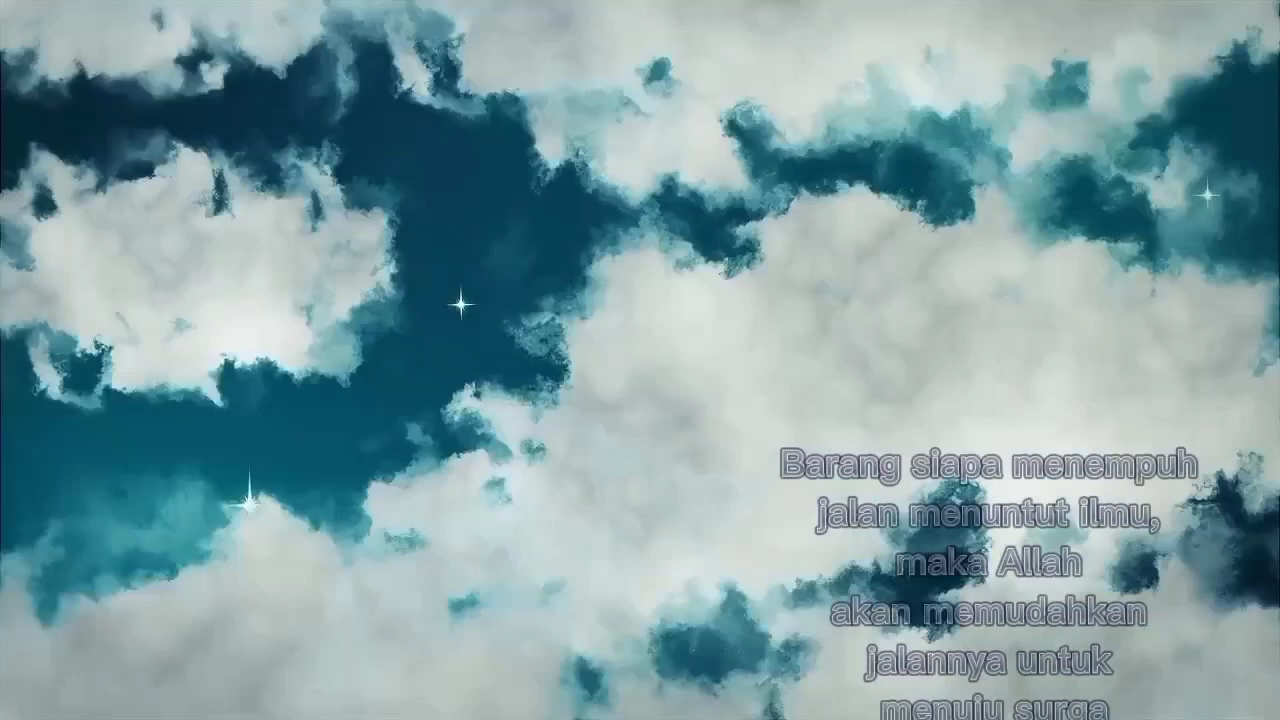 Barang siapa menempuh
jalan menuntut ilmu,
maka Allah
akan memudahkan
jalannya untuk
menuju surga